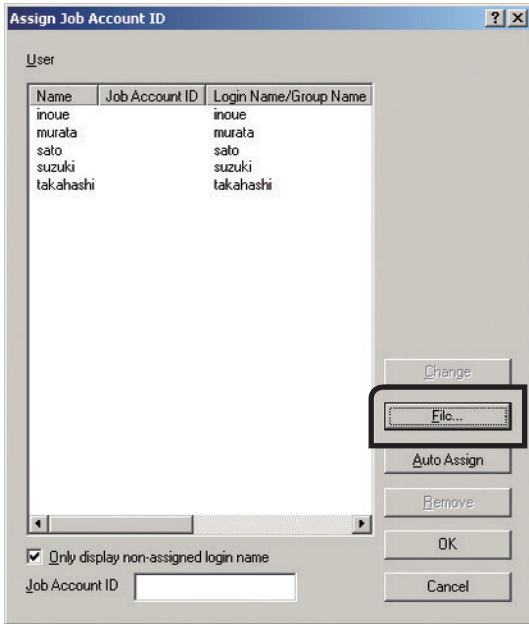 Assign Job Account ID
User
Name Job Account ID Login Name/Group Name
inoue inoue
murata murata
sato sato
suzuki suzuki
takahashi takahashi
Change
File...
Auto Assign
Remove
OK
Cancel
Only display non-assigned login name
Job Account ID